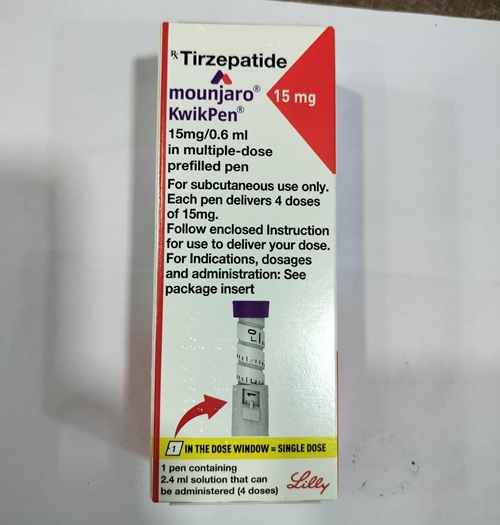 Rx Tirzepatide
mounjaro®
KwikPen®
15 mg
15mg/0.6 ml
in multiple-dose
prefilled pen
For subcutaneous use only.
Each pen delivers 4 doses
of 15mg.
Follow enclosed Instruction
for use to deliver your dose.
For Indications, dosages
and administration: See
package insert
1
1 IN THE DOSE WINDOW = SINGLE DOSE
1 pen containing
2.4 ml solution that can
be administered (4 doses)
Lilly